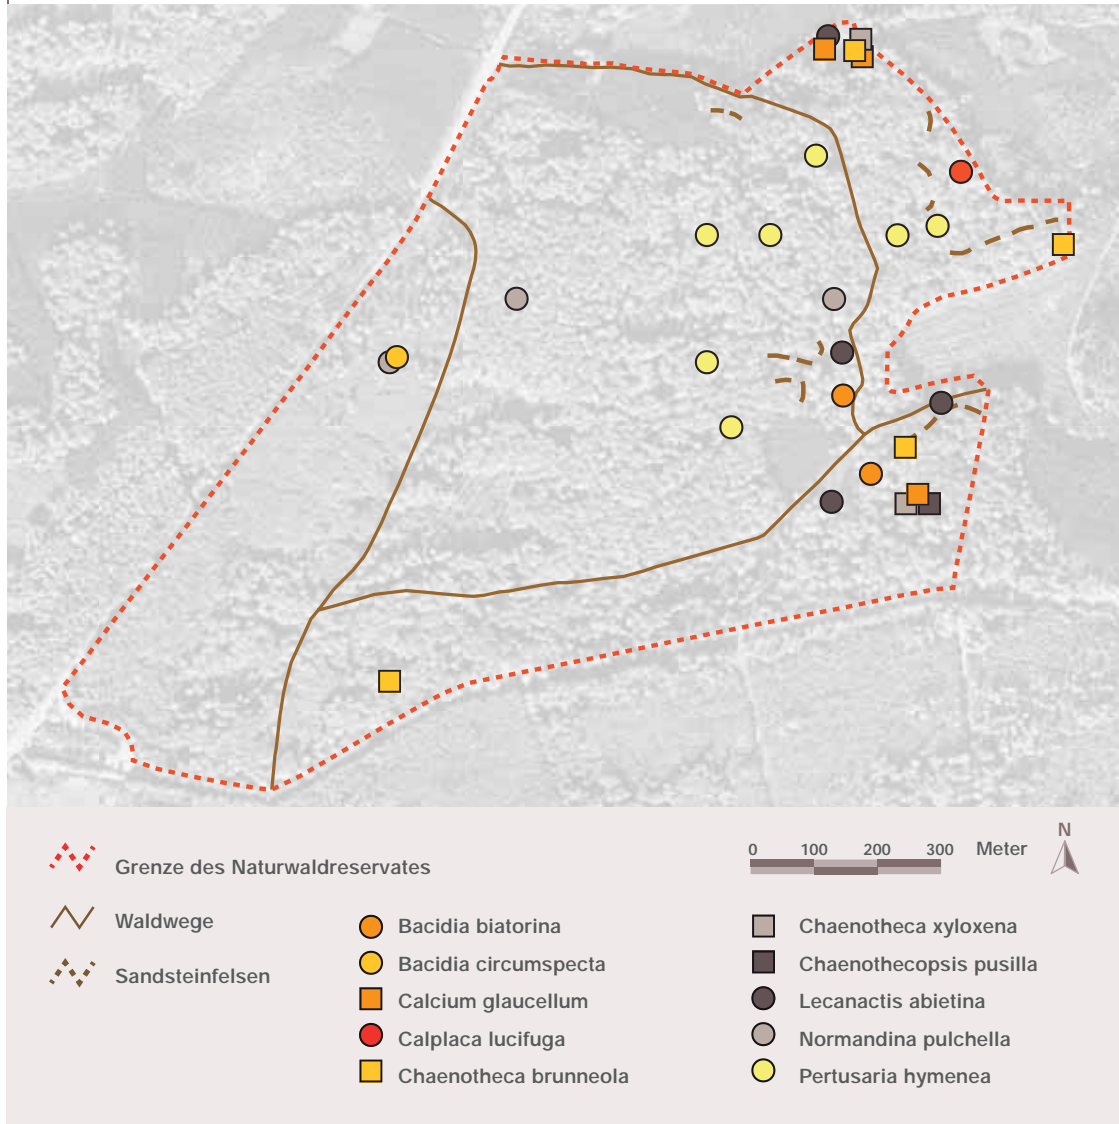 N
0 100 200 300 Meter
Grenze des Naturwaldreservates
Waldwege
Sandsteinfelsen
Bacidia biatorina
Bacidia circumspecta
Calcium glaucellum
Calplaca lucifuga
Chaenotheca brunneola
Chaenotheca xyloxena
Chaenothecopsis pusilla
Lecanactis abietina
Normandina pulchella
Pertusaria hymenea